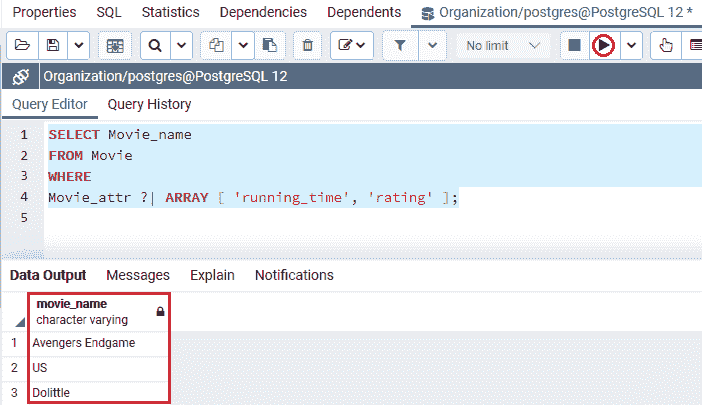 Properties SQL Statistics Dependencies Dependents Organization/postgres@PostgreSQL 12 *
No limit
Organization/postgres@PostgreSQL 12
Query Editor Query History
1 SELECT Movie_name
2 FROM Movie
3 WHERE
4 Movie_attr ?| ARRAY [ 'running_time', 'rating' ];
5
Data Output Messages Explain Notifications
movie_name
character varying
1 Avengers Endgame
2 US
3 Dolittle